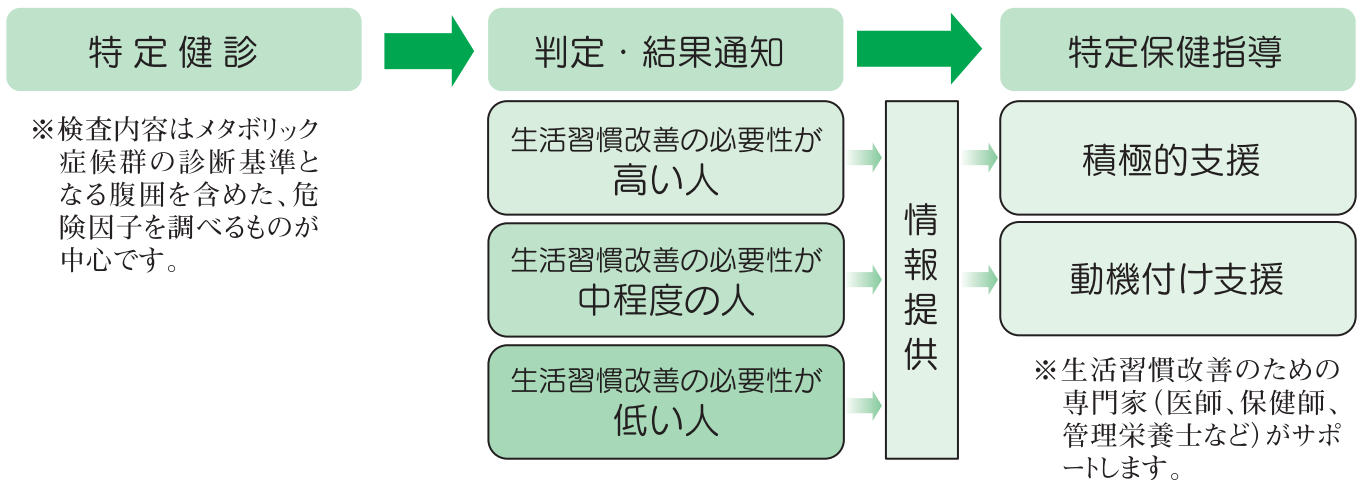 特定健診
判定・結果通知
特定保健指導
※検査内容はメタボリック
症候群の診断基準と
なる腹囲を含めた、危
険因子を調べるものが
中心です。
生活習慣改善の必要性が
高い人
生活習慣改善の必要性が
中程度の人
生活習慣改善の必要性が
低い人
情報提供
積極的支援
動機付け支援
※生活習慣改善のための
専門家(医師、保健師、
管理栄養士など)がサポ
ートします。